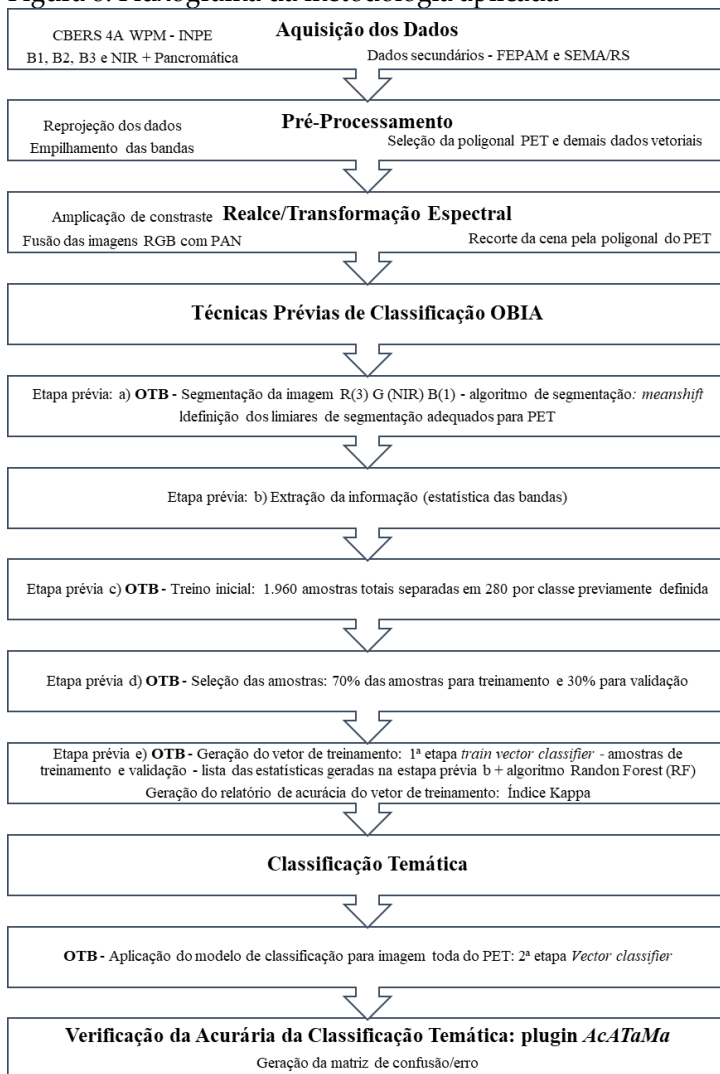 Aquisição dos Dados
CBERS 4A WPM - INPE
B1, B2, B3 e NIR + Pancromática
Dados secundários - FEPAM e SEMA/RS
Pré-Processamento
Reprojeção dos dados
Empilhamento das bandas
Seleção da poligonal PET e demais dados vetoriais
Realce/Transformação Espectral
Amplicação de constraste
Fusão das imagens RGB com PAN
Recorte da cena pela poligonal do PET
Técnicas Prévias de Classificação OBIA
Etapa prévia: a) OTB - Segmentação da imagem R(3) G (NIR) B(1) - algoritmo de segmentação: meanshift
ldefinição dos limiares de segmentação adequados para PET
Etapa prévia: b) Extração da informação (estatística das bandas)
Etapa prévia c) OTB - Treino inicial: 1.960 amostras totais separadas em 280 por classe previamente definida
Etapa prévia d) OTB - Seleção das amostras: 70% das amostras para treinamento e 30% para validação
Etapa prévia e) OTB - Geração do vetor de treinamento: 1ª etapa train vector classifier - amostras de
treinamento e validação - lista das estatísticas geradas na estapa prévia b + algoritmo Randon Forest (RF)
Geração do relatório de acurácia do vetor de treinamento: Índice Kappa
Classificação Temática
OTB - Aplicação do modelo de classificação para imagem toda do PET: 2ª etapa Vector classifier
Verificação da Acurária da Classificação Temática: plugin AcATaMa
Geração da matriz de confusão/erro